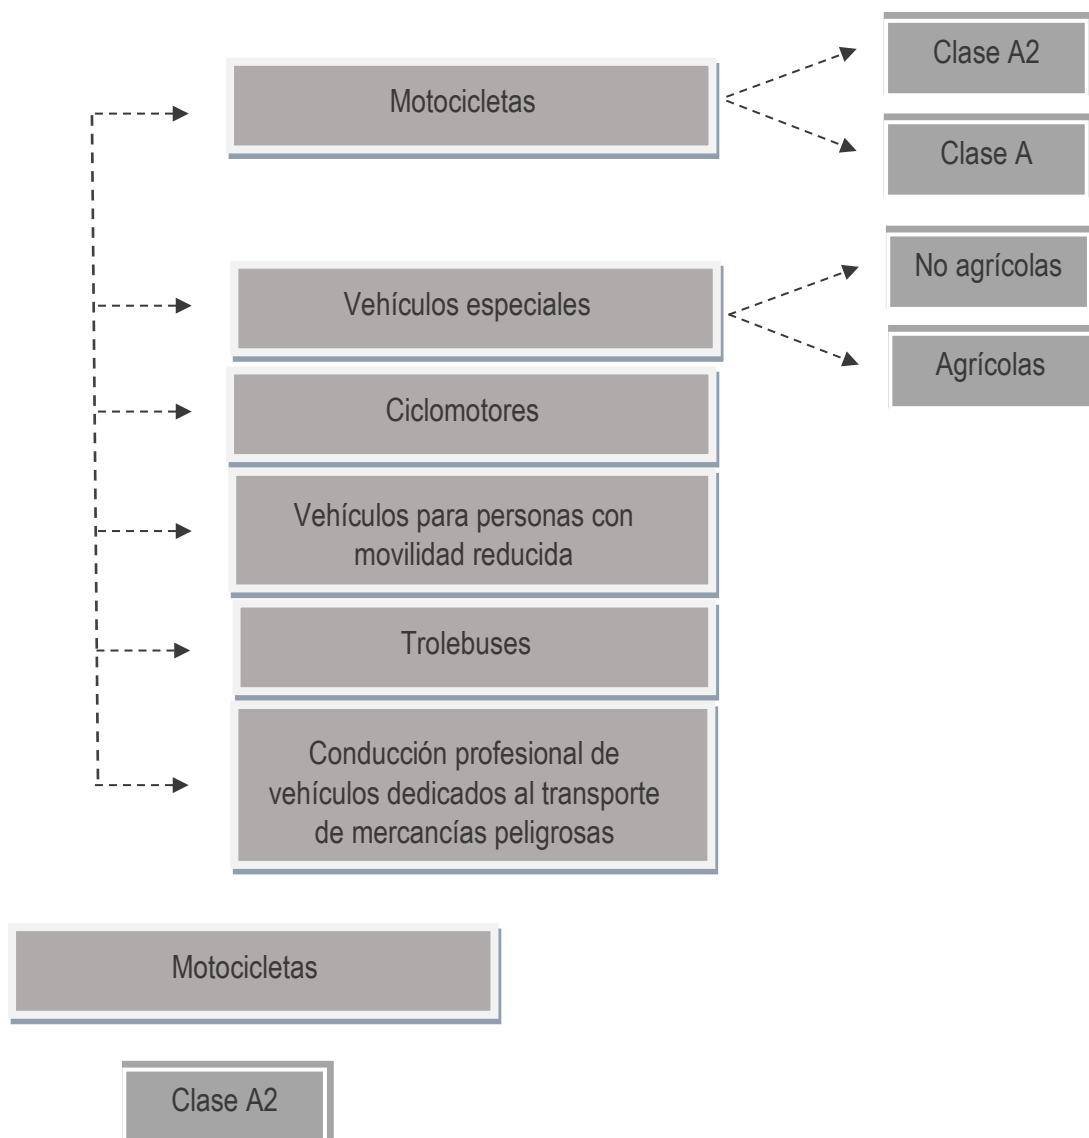 Motocicletas
Clase A2
Clase A
Vehículos especiales
No agrícolas
Agrícolas
Ciclomotores
Vehículos para personas con
movilidad reducida
Trolebuses
Conducción profesional de
vehículos dedicados al transporte
de mercancías peligrosas
Motocicletas
Clase A2